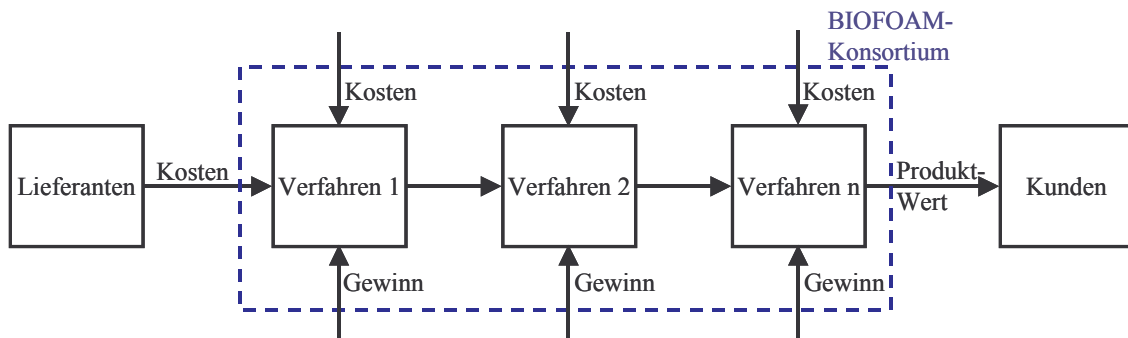 BIOFOAM-
Konsortium
Kosten
Kosten
Kosten
Lieferanten
Kosten
Verfahren 1
Verfahren 2
Verfahren n
Produkt-
Wert
Kunden
Gewinn
Gewinn
Gewinn